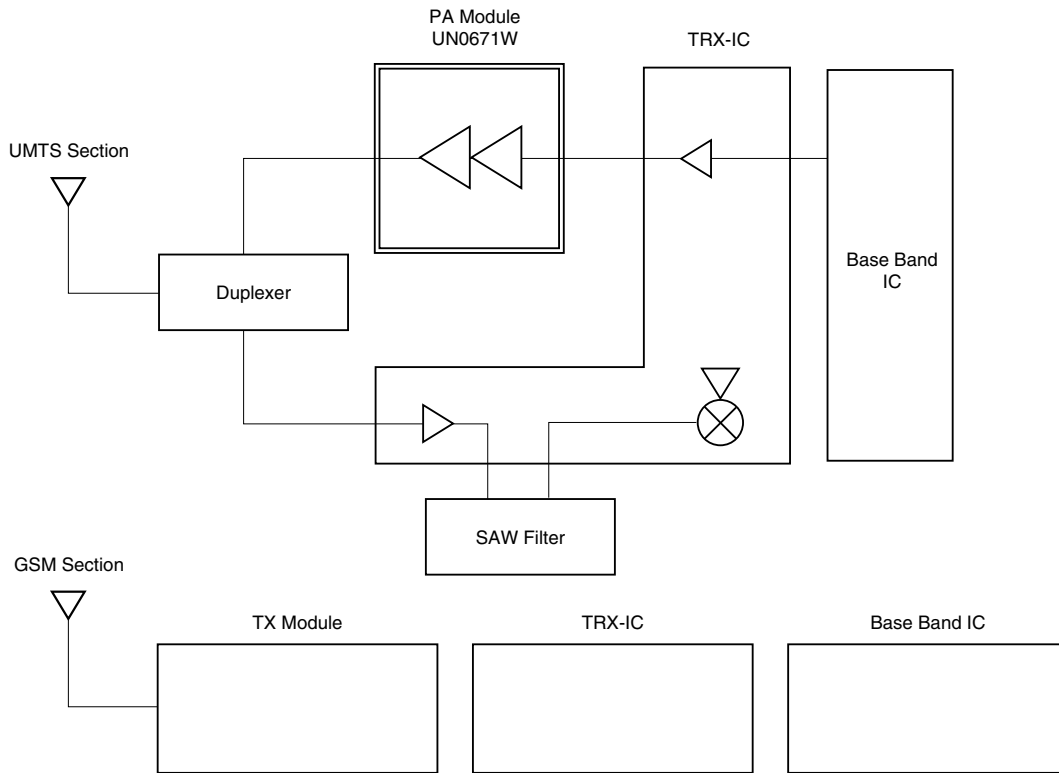 PA Module
UN0671W
TRX-IC
UMTS Section
Duplexer
Base Band
IC
SAW Filter
GSM Section
TX Module
TRX-IC
Base Band IC